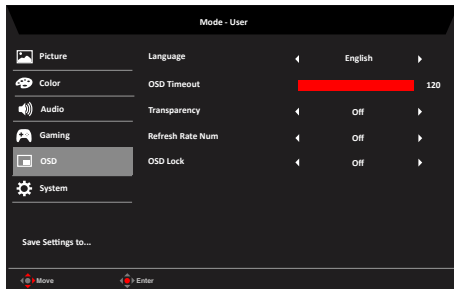 Mode - User
Picture
Language English
Color
OSD Timeout 120
Audio
Transparency Off
Gaming
Refresh Rate Num Off
OSD
OSD Lock Off
System
Save Settings to...
Move Enter